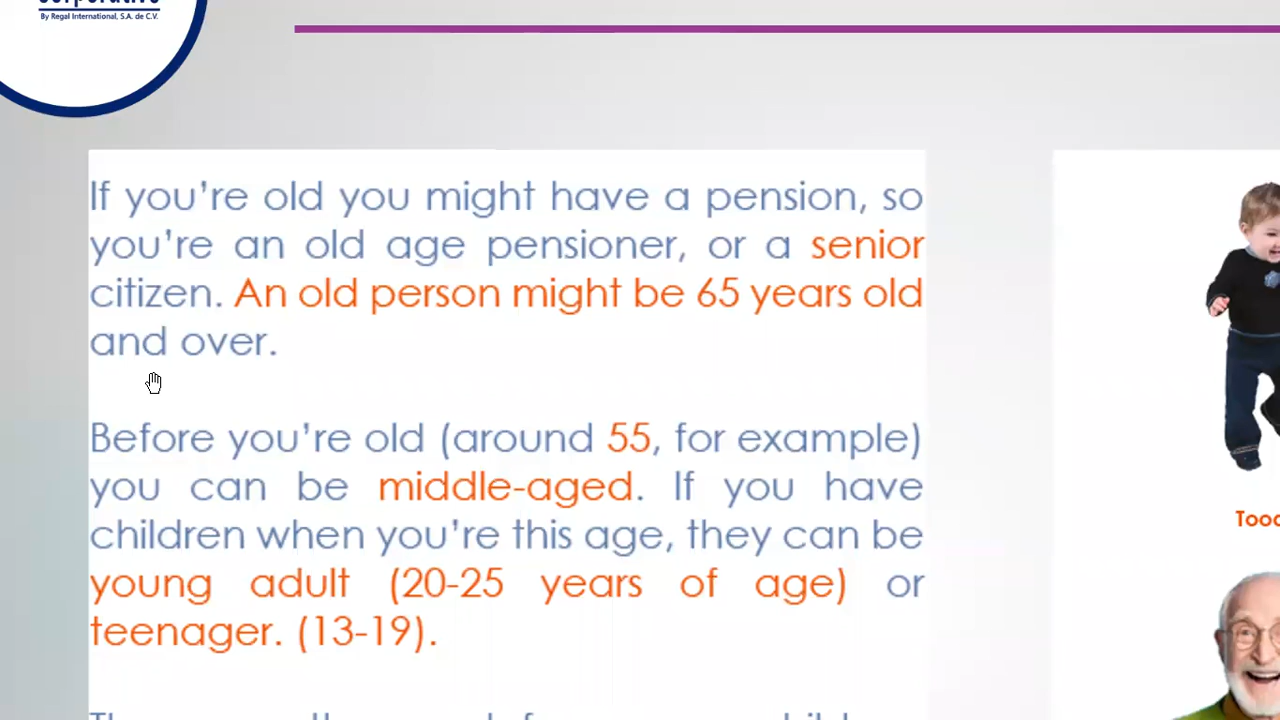 By Regal International, S.A. de C.V.
If you’re old you might have a pension, so
you’re an old age pensioner, or a senior
citizen. An old person might be 65 years old
and over.
Before you’re old (around 55, for example)
you can be middle-aged. If you have
children when you’re this age, they can be
young adult (20-25 years of age) or
teenager. (13-19).